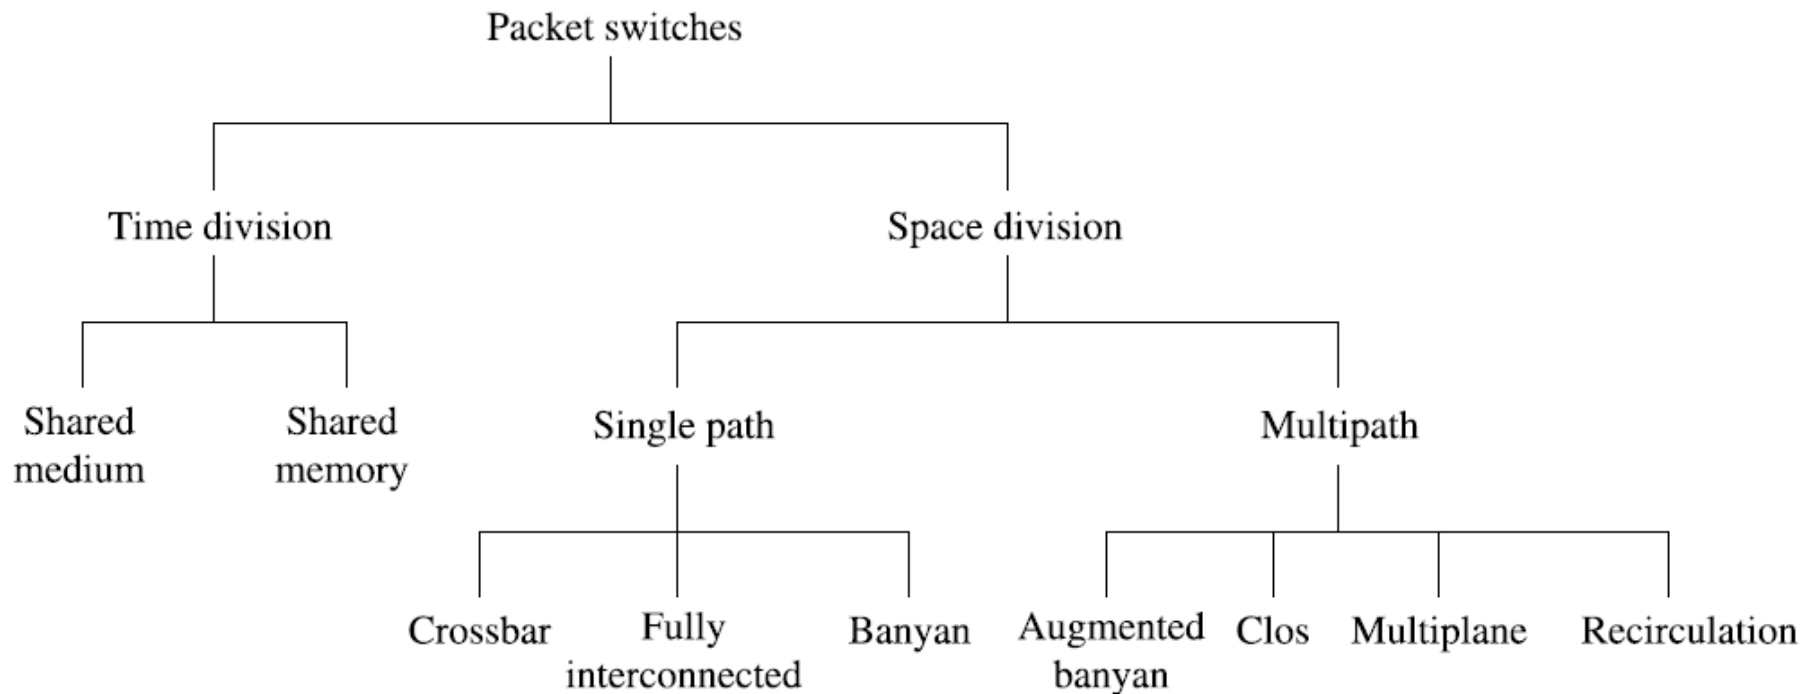 Packet switches
Time division
Space division
Shared
medium
Shared
memory
Single path
Multipath
Crossbar
Fully
interconnected
Banyan
Augmented
banyan
Clos
Multiplane
Recirculation